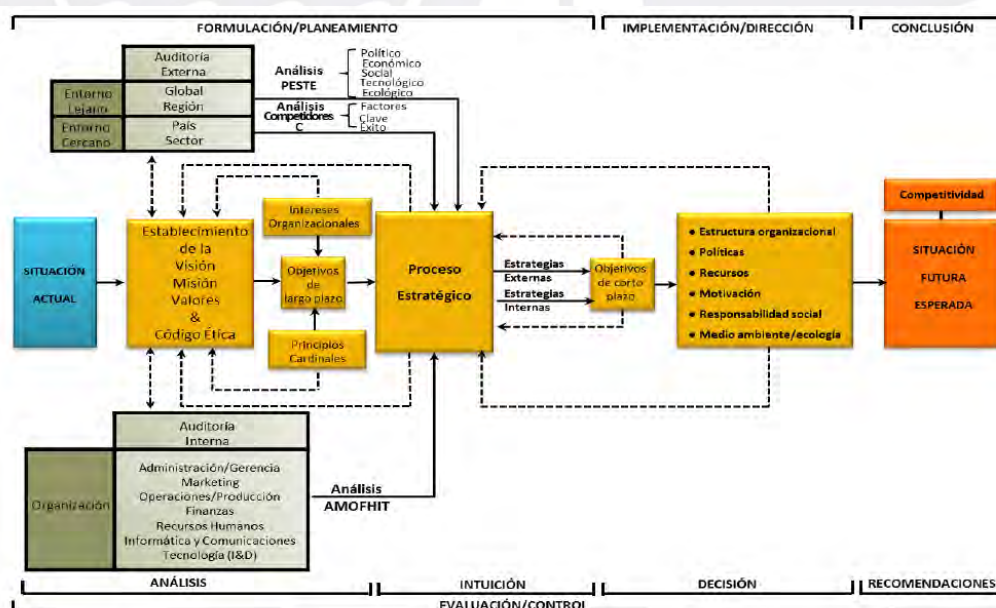 FORMULACIÓN/PLANEAMIENTO
IMPLEMENTACIÓN/DIRECCIÓN
CONCLUSIÓN
Auditoría
Externa
Entorno
Lejano
Global
Región
Entorno
Cercano
País
Sector
Análisis
PESTE
Político
Económico
Social
Tecnológico
Ecológico
Análisis
Competidores
C
Factores
Clave
Éxito
SITUACIÓN
ACTUAL
Establecimiento
de la
Visión
Misión
Valores
&
Código Ética
Intereses
Organizacionales
Objetivos
de
largo plazo
Principios
Cardinales
Proceso
Estratégico
Estrategias
Externas
Estrategias
Internas
Objetivos
de corto
plazo
● Estructura organizacional
● Políticas
● Recursos
● Motivación
● Responsabilidad social
● Medio ambiente/ecología
Competitividad
SITUACIÓN
FUTURA
ESPERADA
Auditoría
Interna
Organización
Administración/Gerencia
Marketing
Operaciones/Producción
Finanzas
Recursos Humanos
Informática y Comunicaciones
Tecnología (I&D)
Análisis
AMOFHIT
ANÁLISIS
INTUICIÓN
DECISIÓN
RECOMENDACIONES
EVALUACIÓN/CONTROL